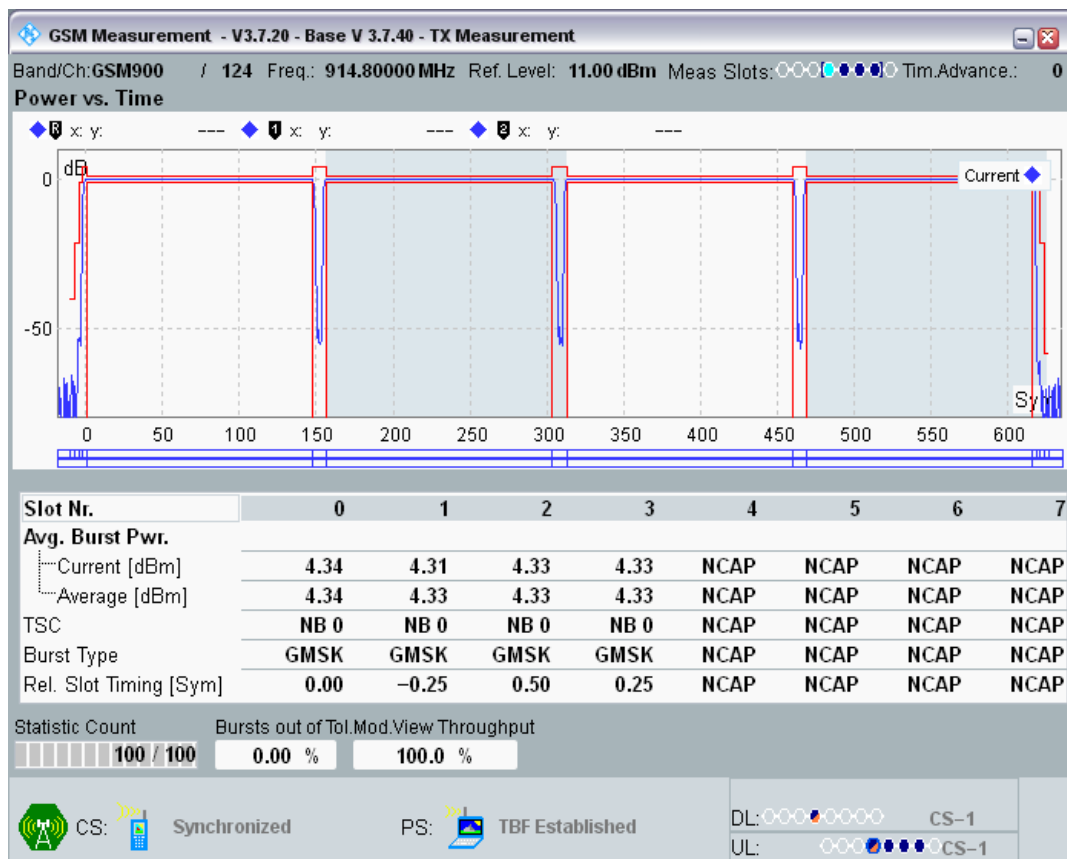 GSM Measurement - V3.7.20 - Base V 3.7.40 - TX Measurement
Band/Ch:GSM900 / 124 Freq.: 914.80000 MHz Ref. Level: 11.00 dBm Meas Slots: Tim.Advance.: 0
Power vs. Time
R x: y: --- 1 x: y: --- 2 x: y: ---
dB
Current
0
-50
Sy
0 50 100 150 200 250 300 350 400 450 500 550 600
Slot Nr. 0 1 2 3 4 5 6 7
Avg. Burst Pwr.
Current [dBm] 4.34 4.31 4.33 4.33 NCAP NCAP NCAP NCAP
Average [dBm] 4.34 4.33 4.33 4.33 NCAP NCAP NCAP NCAP
TSC NB 0 NB 0 NB 0 NB 0 NCAP NCAP NCAP NCAP
Burst Type GMSK GMSK GMSK GMSK NCAP NCAP NCAP NCAP
Rel. Slot Timing [Sym] 0.00 −0.25 0.50 0.25 NCAP NCAP NCAP NCAP
Statistic Count Bursts out of Tol.Mod.View Throughput
100 / 100 0.00 % 100.0 %
CS: Synchronized PS: TBF Established
DL: CS−1
UL: CS−1